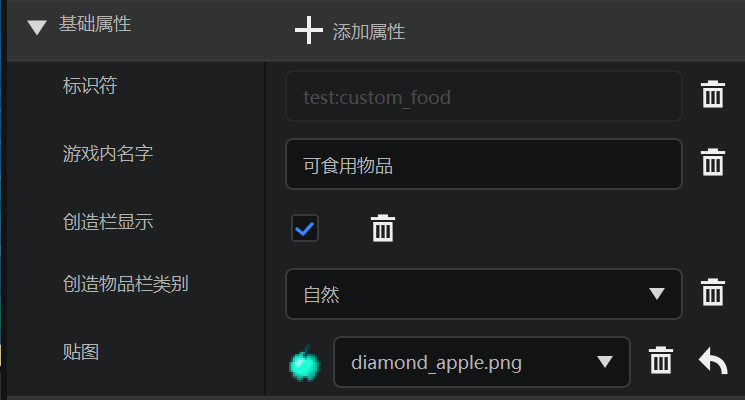 基础属性 添加属性
标识符 test:custom_food
游戏内名字 可食用物品
创造栏显示
创造物品栏类别 自然
贴图 diamond_apple.png